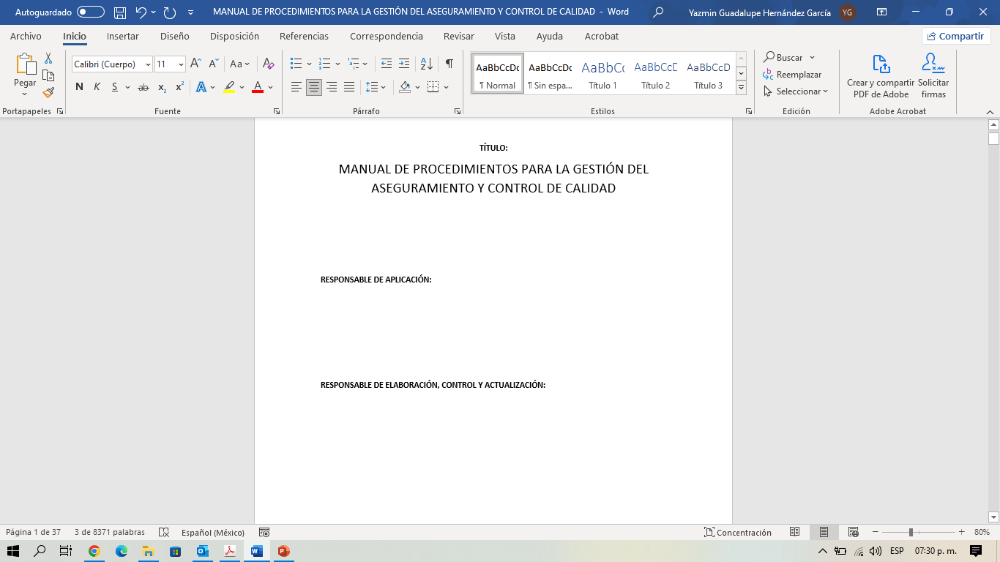 Autoguardado MANUAL DE PROCEDIMIENTOS PARA LA GESTIÓN DEL ASEGURAMIENTO Y CONTROL DE CALIDAD - Word Yazmin Guadalupe Hernández García YG
Archivo Inicio Insertar Diseño Disposición Referencias Correspondencia Revisar Vista Ayuda Acrobat Compartir
Pegar
Portapapeles
Calibri (Cuerpo) 11 A A Aa A
N K S ab x₂ x² A A
Fuente
Párrafo
AaBbCcDc AaBbCcDc AaBbCc AaBbCcD AaBbCcD
¶ Normal ¶ Sin espa... Título 1 Título 2 Título 3
Estilos
Buscar
Reemplazar
Seleccionar
Edición
Crear y compartir PDF de Adobe
Solicitar firmas
Adobe Acrobat
TÍTULO:
MANUAL DE PROCEDIMIENTOS PARA LA GESTIÓN DEL
ASEGURAMIENTO Y CONTROL DE CALIDAD
RESPONSABLE DE APLICACIÓN:
RESPONSABLE DE ELABORACIÓN, CONTROL Y ACTUALIZACIÓN:
Página 1 de 37 3 de 8371 palabras Español (México) Concentración 80%
ESP 07:30 p. m.